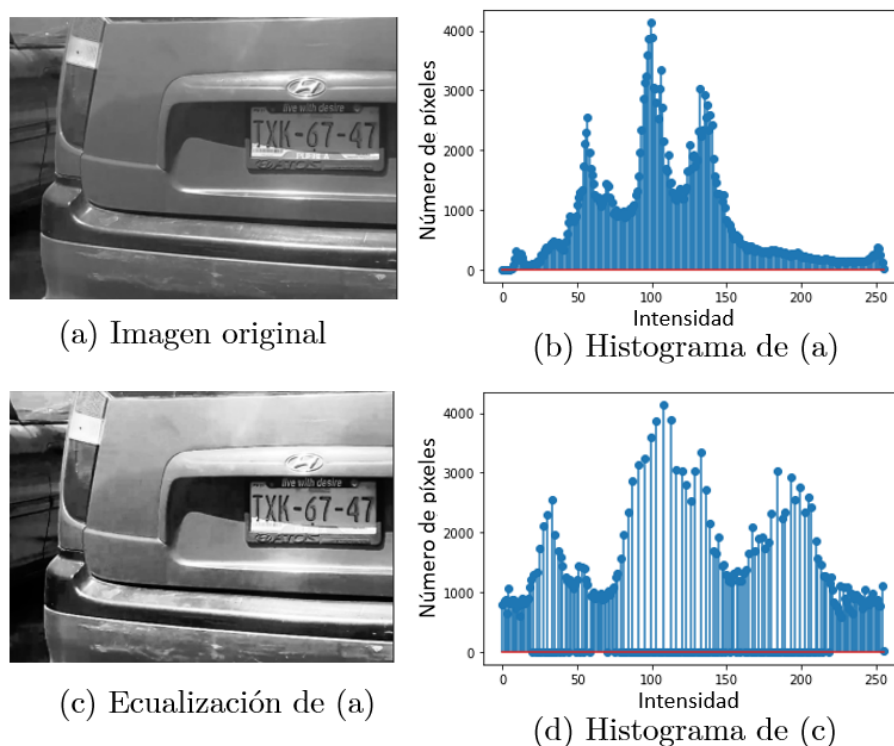 live with desire
TXK-67-47
PUEBLA
ATOS
(a) Imagen original
Número de píxeles
4000
3000
2000
1000
0
0 50 100 150 200 250
Intensidad
(b) Histograma de (a)
live with desire
TXK-67-47
ATOS
(c) Ecualización de (a)
Número de píxeles
4000
3000
2000
1000
0
0 50 100 150 200 250
Intensidad
(d) Histograma de (c)